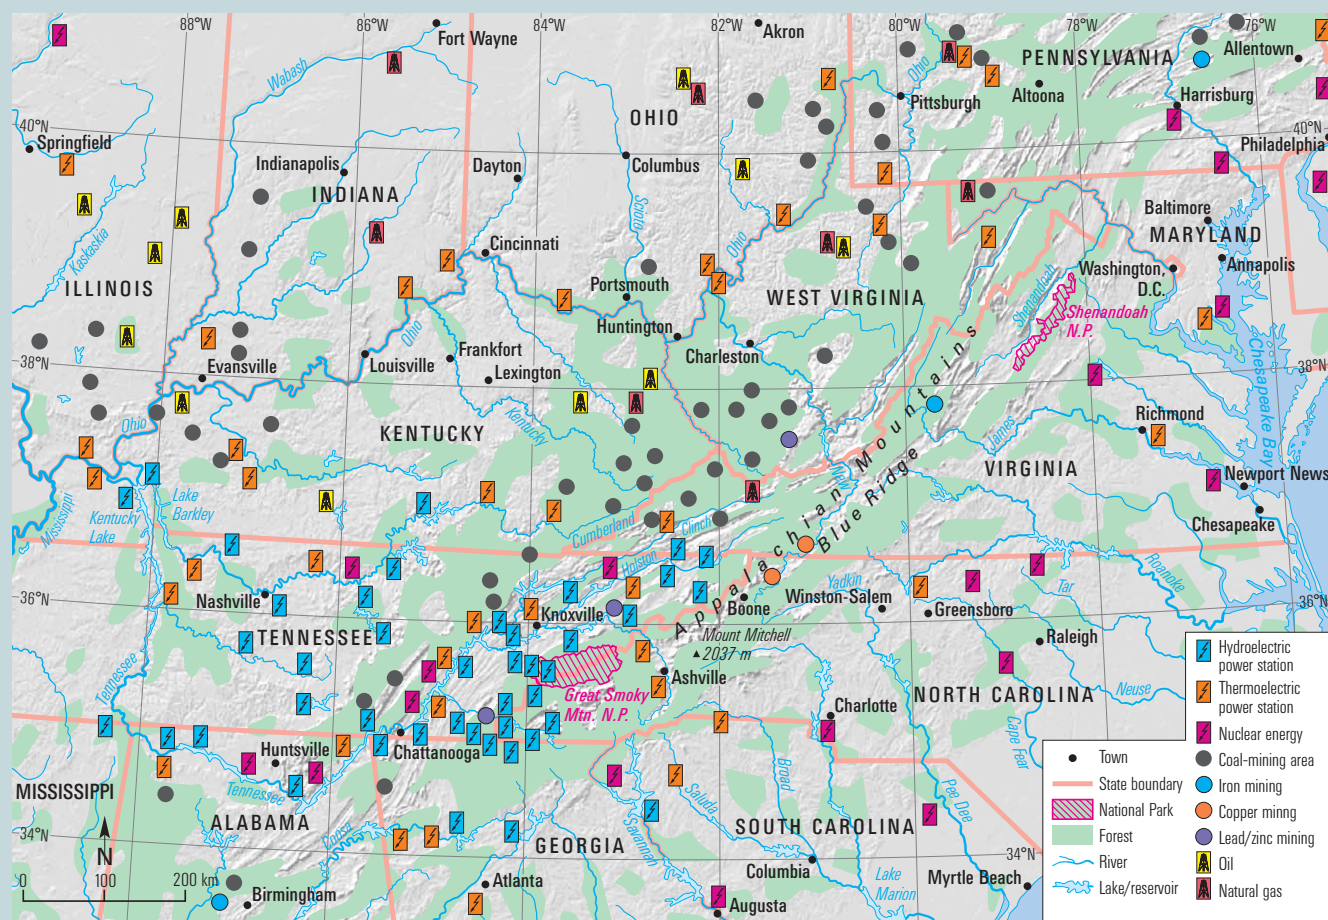 88°W
86°W
84°W
82°W
80°W
78°W
76°W
Fort Wayne
Akron
PENNSYLVANIA
Allentown
Wabash
Ohio
Pittsburgh
Altoona
Harrisburg
OHIO
40°N
40°N
Springfield
Indianapolis
Dayton
Columbus
Philadelphia
INDIANA
Scioto
Baltimore
MARYLAND
Kaskaskia
Cincinnati
Ohio
Washington,
D.C.
Annapolis
ILLINOIS
Portsmouth
WEST VIRGINIA
Shenandoah
Shenandoah
N.P.
Huntington
Charleston
38°N
38°N
Evansville
Louisville
Ohio
Frankfort
Lexington
Chesapeake Bay
Ohio
KENTUCKY
Kentucky
James
Richmond
VIRGINIA
New
Newport News
Mississippi
Lake
Barkley
Kentucky
Lake
Chesapeake
Cumberland
Clinch
Appalachian Mountains
Blue Ridge
Holston
Yadkin
Roanoke
Tar
36°N
36°N
Nashville
Knoxville
Boone
Winston-Salem
Greensboro
TENNESSEE
Mount Mitchell
2037 m
Raleigh
Tennessee
Great Smoky
Mtn. N.P.
Ashville
NORTH CAROLINA
Neuse
Charlotte
Cape Fear
Chattanooga
Huntsville
Tennessee
MISSISSIPPI
Broad
Saluda
Pee Dee
ALABAMA
34°N
34°N
Coosa
GEORGIA
Savannah
SOUTH CAROLINA
Columbia
Lake
Marion
Myrtle Beach
Birmingham
Atlanta
Augusta
N
0 100 200 km
Town
State boundary
National Park
Forest
River
Lake/reservoir
Hydroelectric
power station
Thermoelectric
power station
Nuclear energy
Coal-mining area
Iron mining
Copper minng
Lead/zinc mining
Oil
Natural gas